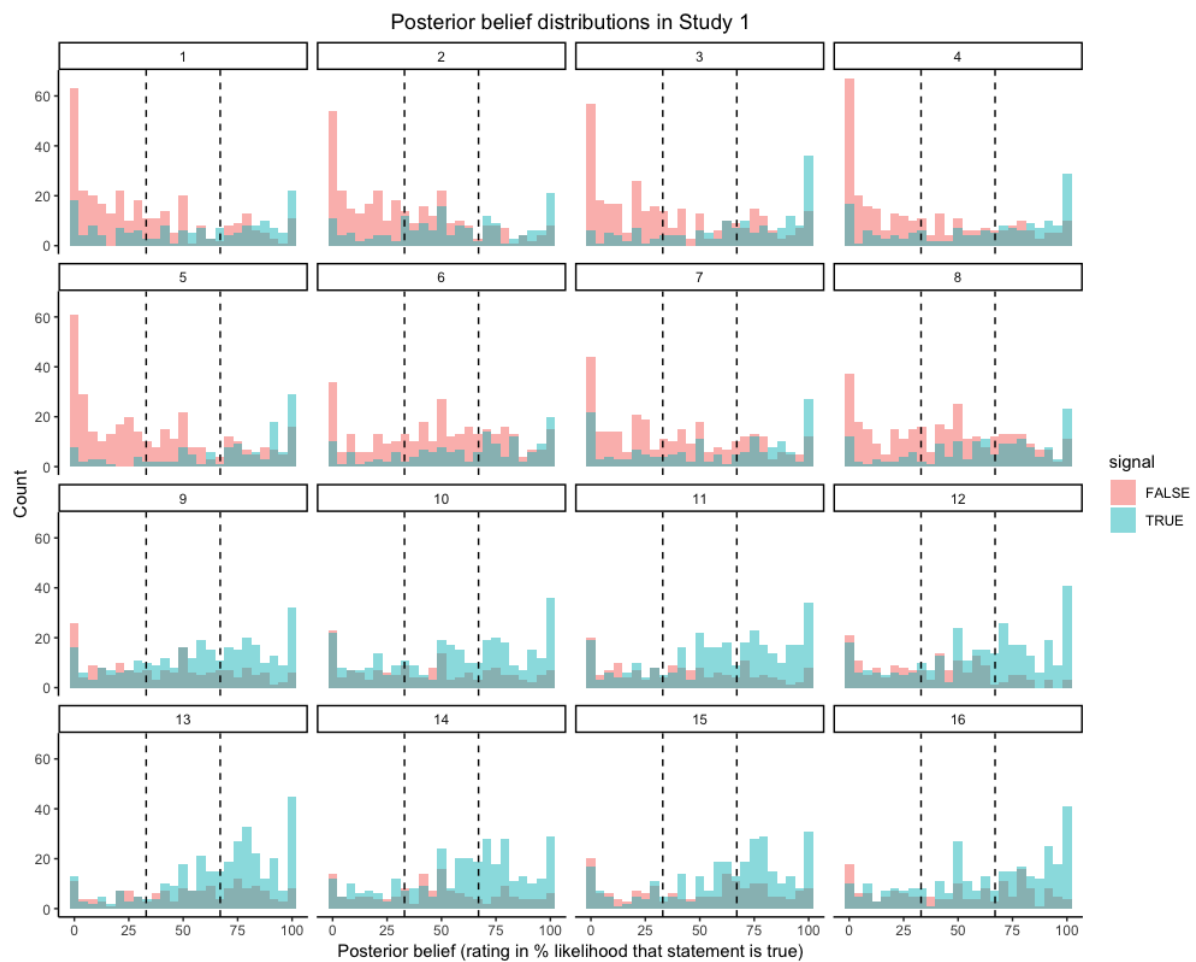 Posterior belief distributions in Study 1
1 2 3 4
60
40
20
0
5 6 7 8
60
40
20
0
9 10 11 12
60
40
20
0
13 14 15 16
60
40
20
0
0 25 50 75 100 0 25 50 75 100 0 25 50 75 100 0 25 50 75 100
Posterior belief (rating in % likelihood that statement is true)
Count
signal
FALSE
TRUE